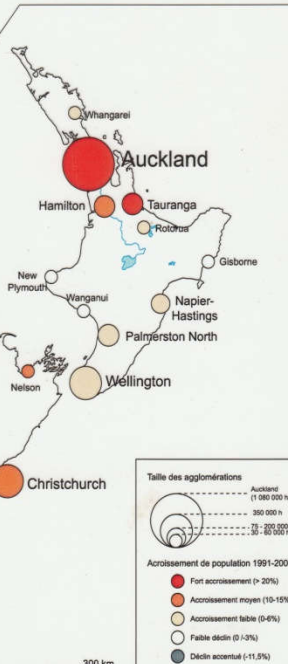 Whangarei
Auckland
Hamilton
Tauranga
Rotorua
Gisborne
New
Plymouth
Wanganui
Napier-
Hastings
Palmerston North
Nelson
Wellington
Christchurch
Taille des agglomérations
Auckland
(1 080 000 h
350 000 h
75 - 200 000
30 - 60 000 h
Acroissement de population 1991-200
Fort accroissement (> 20%)
Accroissement moyen (10-15%
Accroissement faible (0-6%)
Faible déclin (0 /-3%)
Déclin accentué (-11,5%)
300 km